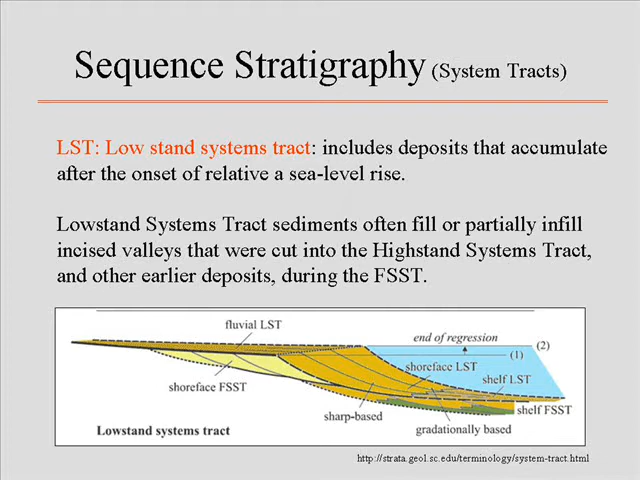 Sequence Stratigraphy (System Tracts)
LST: Low stand systems tract: includes deposits that accumulate
after the onset of relative a sea-level rise.
Lowstand Systems Tract sediments often fill or partially infill
incised valleys that were cut into the Highstand Systems Tract,
and other earlier deposits, during the FSST.
fluvial LST
end of regression
(2)
(1)
shoreface FSST
shoreface LST
shelf LST
shelf FSST
sharp-based
gradationally based
Lowstand systems tract
http://strata.geol.sc.edu/terminology/system-tract.html